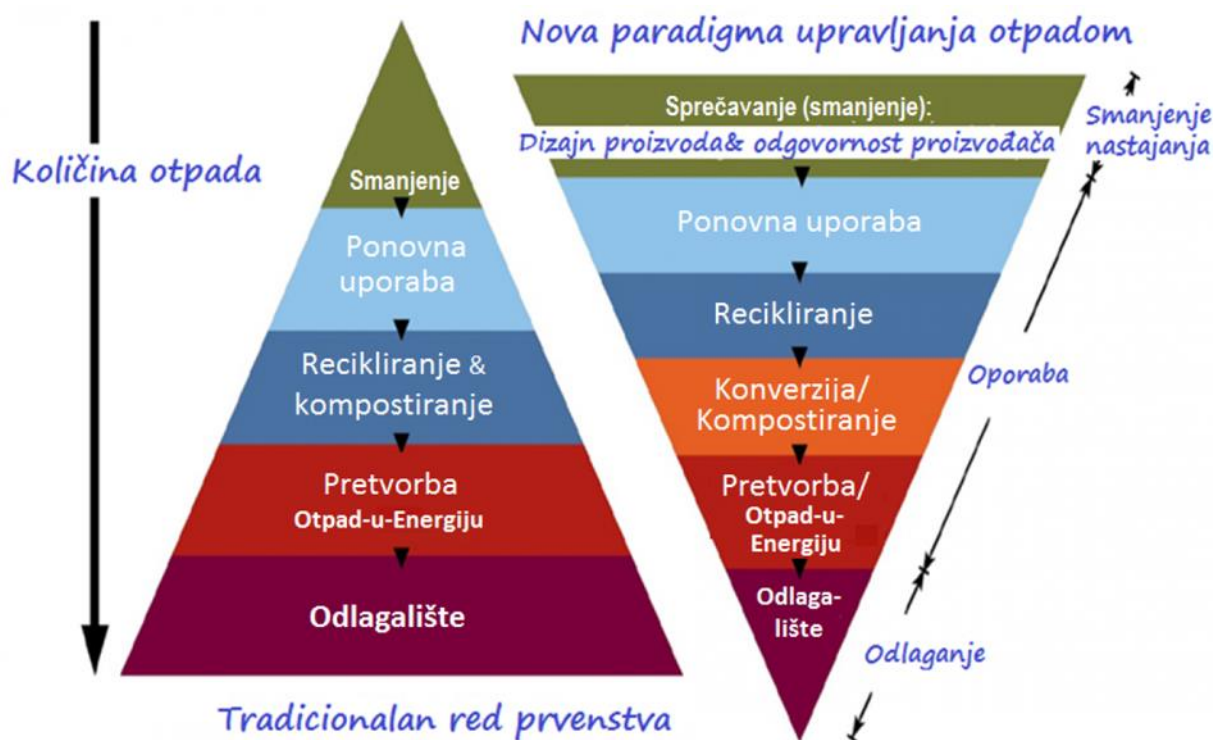 Nova paradigma upravljanja otpadom
Količina otpada
Smanjenje
Ponovna
uporaba
Recikliranje &
kompostiranje
Pretvorba
Otpad-u-Energiju
Odlagalište
Tradicionalan red prvenstva
Sprečavanje (smanjenje):
Dizajn proizvoda& odgovornost proizvođača
Ponovna uporaba
Recikliranje
Konverzija/
Kompostiranje
Pretvorba/
Otpad-u-
Energiju
Odlaga-
lište
Smanjenje
nastajanja
Oporaba
Odlaganje